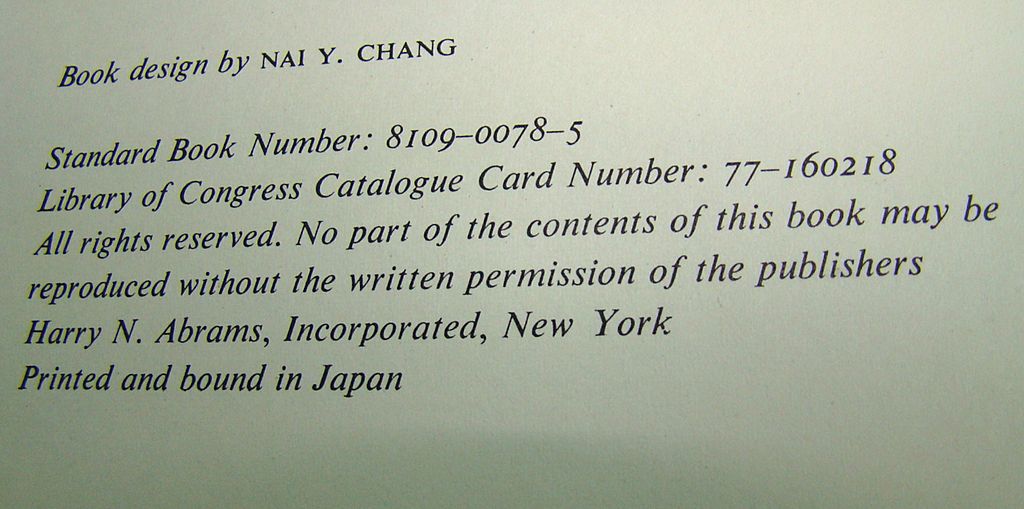 Book design by NAI Y. CHANG
Standard Book Number: 8109–0078–5
Library of Congress Catalogue Card Number: 77–160218
All rights reserved. No part of the contents of this book may be
reproduced without the written permission of the publishers
Harry N. Abrams, Incorporated, New York
Printed and bound in Japan